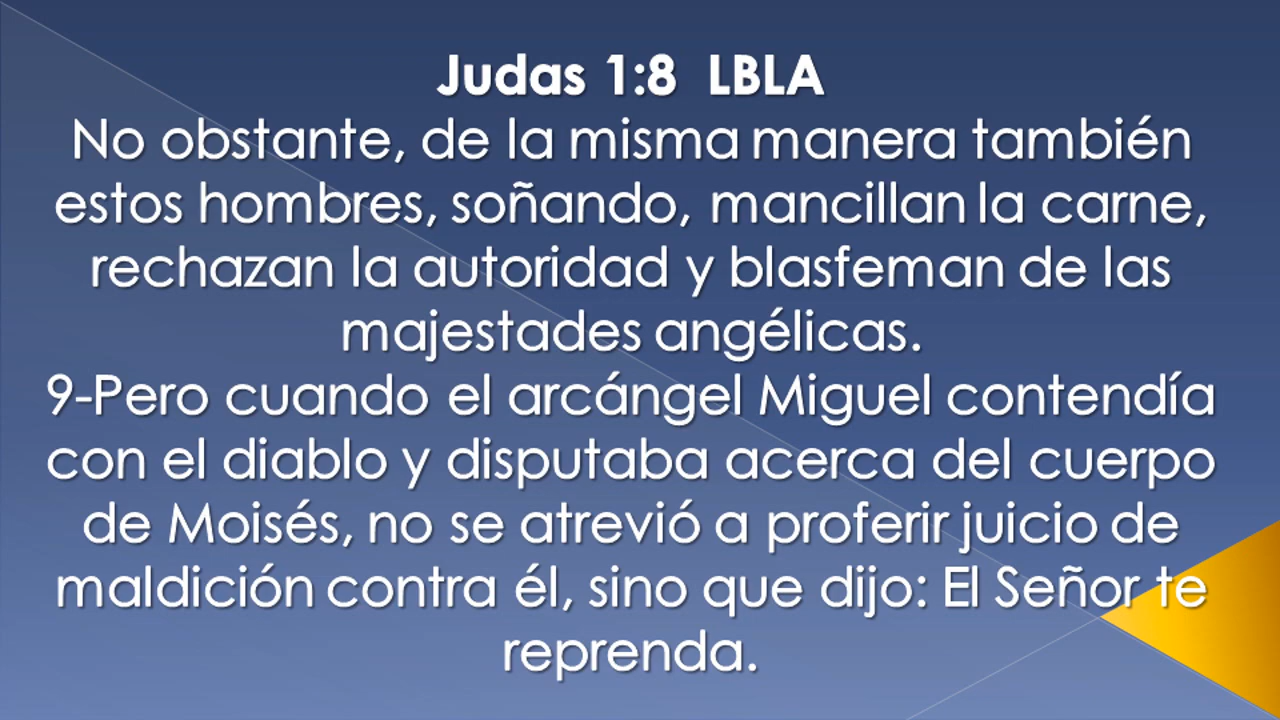 Judas 1:8  LBLA
No obstante, de la misma manera también
estos hombres, soñando, mancillan la carne,
rechazan la autoridad y blasfeman de las
majestades angélicas.
9-Pero cuando el arcángel Miguel contendía
con el diablo y disputaba acerca del cuerpo
de Moisés, no se atrevió a proferir juicio de
maldición contra él, sino que dijo: El Señor te
reprenda.